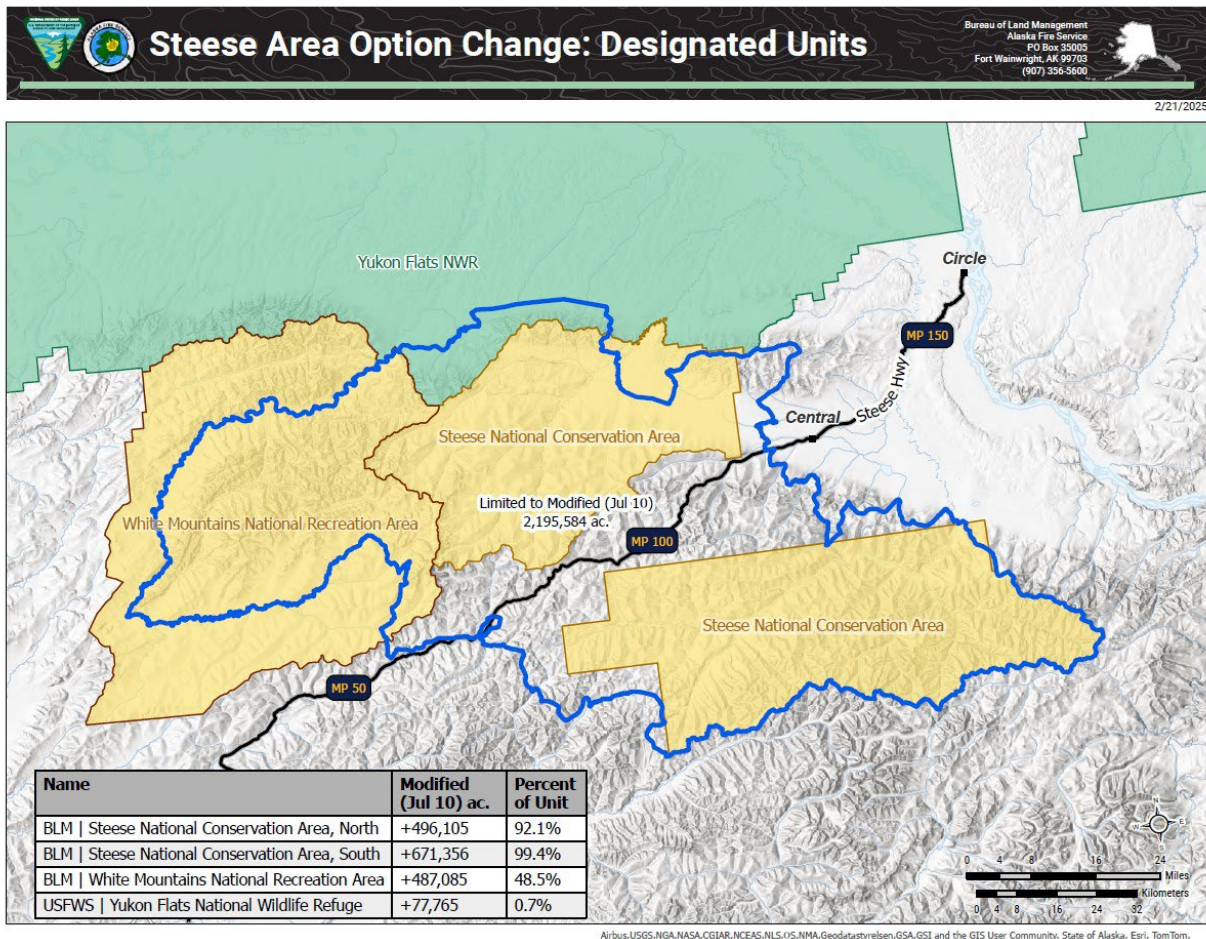 Steese Area Option Change: Designated Units
Bureau of Land Management
Alaska Fire Service
PO Box 35005
Fort Wainwright, AK 99703
(907) 356-5600
2/21/2025
Yukon Flats NWR
Circle
MP 150
Steese Hwy
Central
Steese National Conservation Area
Limited to Modified (Jul 10)
2,195,584 ac.
White Mountains National Recreation Area
MP 100
Steese National Conservation Area
MP 50
Name Modified (Jul 10) ac. Percent of Unit
BLM | Steese National Conservation Area, North +496,105 92.1%
BLM | Steese National Conservation Area, South +671,356 99.4%
BLM | White Mountains National Recreation Area +487,085 48.5%
USFWS | Yukon Flats National Wildlife Refuge +77,765 0.7%
N
W E
0 4 8 16 24
Miles
Kilometers
0 4 8 16 24 32
Airbus,USGS,NGA,NASA,CGIAR,NCEAS,NLS,OS,NMA,Geodatastyrelsen,GSA,GSI and the GIS User Community, State of Alaska, Esri, TomTom,